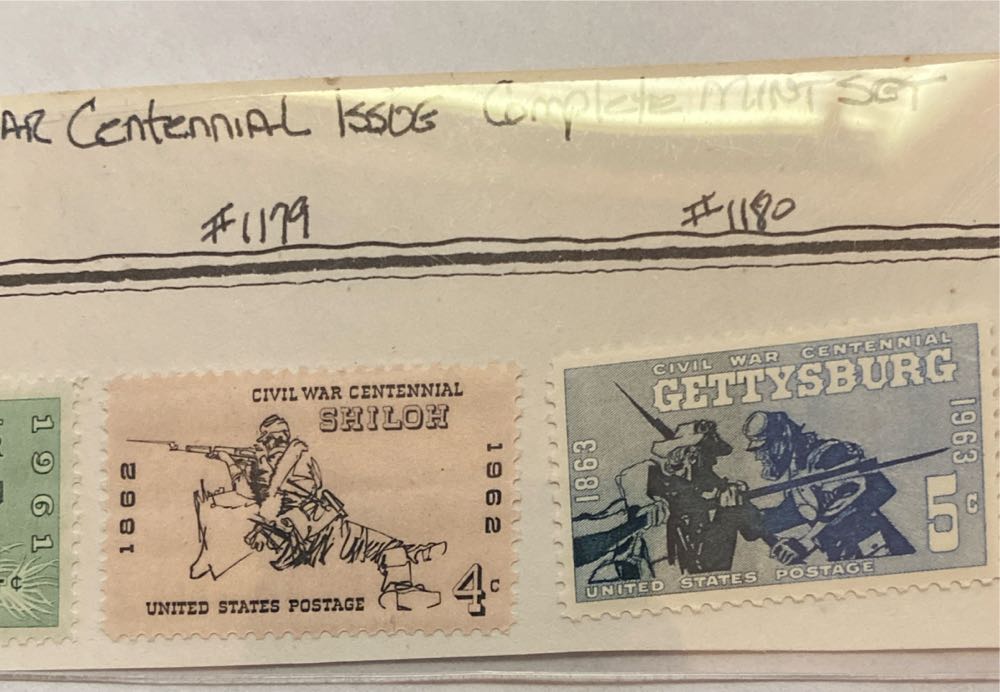 AR CENTENNIAL ISSUE Complete MINT SET
#1179 #1180
1961
¢
CIVIL WAR CENTENNIAL
SHILOH
1862
1962
UNITED STATES POSTAGE
4c
CIVIL WAR CENTENNIAL
GETTYSBURG
1863
1963
5c
UNITED STATES POSTAGE